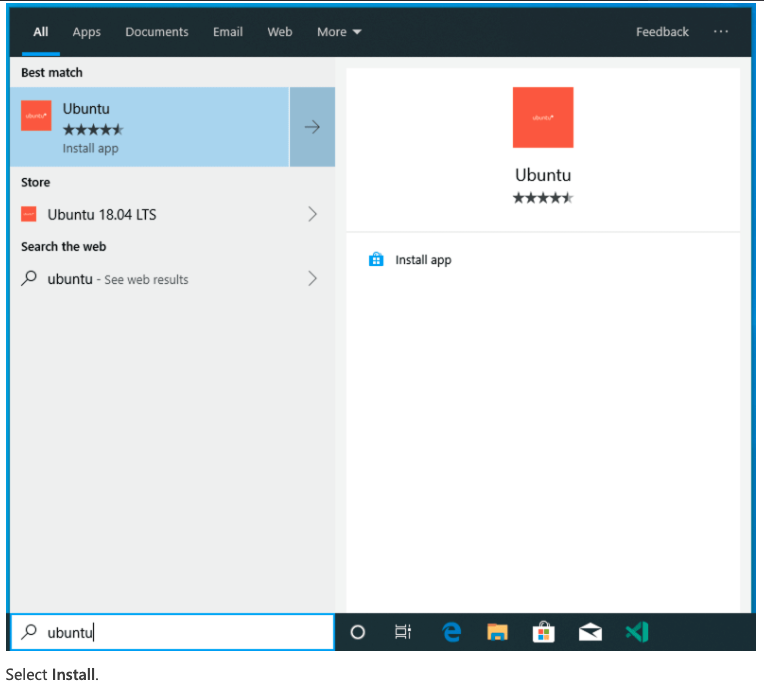 All Apps Documents Email Web More Feedback ...
Best match
Ubuntu
Install app
Store
Ubuntu 18.04 LTS
Search the web
ubuntu - See web results
ubuntu
Ubuntu
Install app
ubuntu
Select Install.